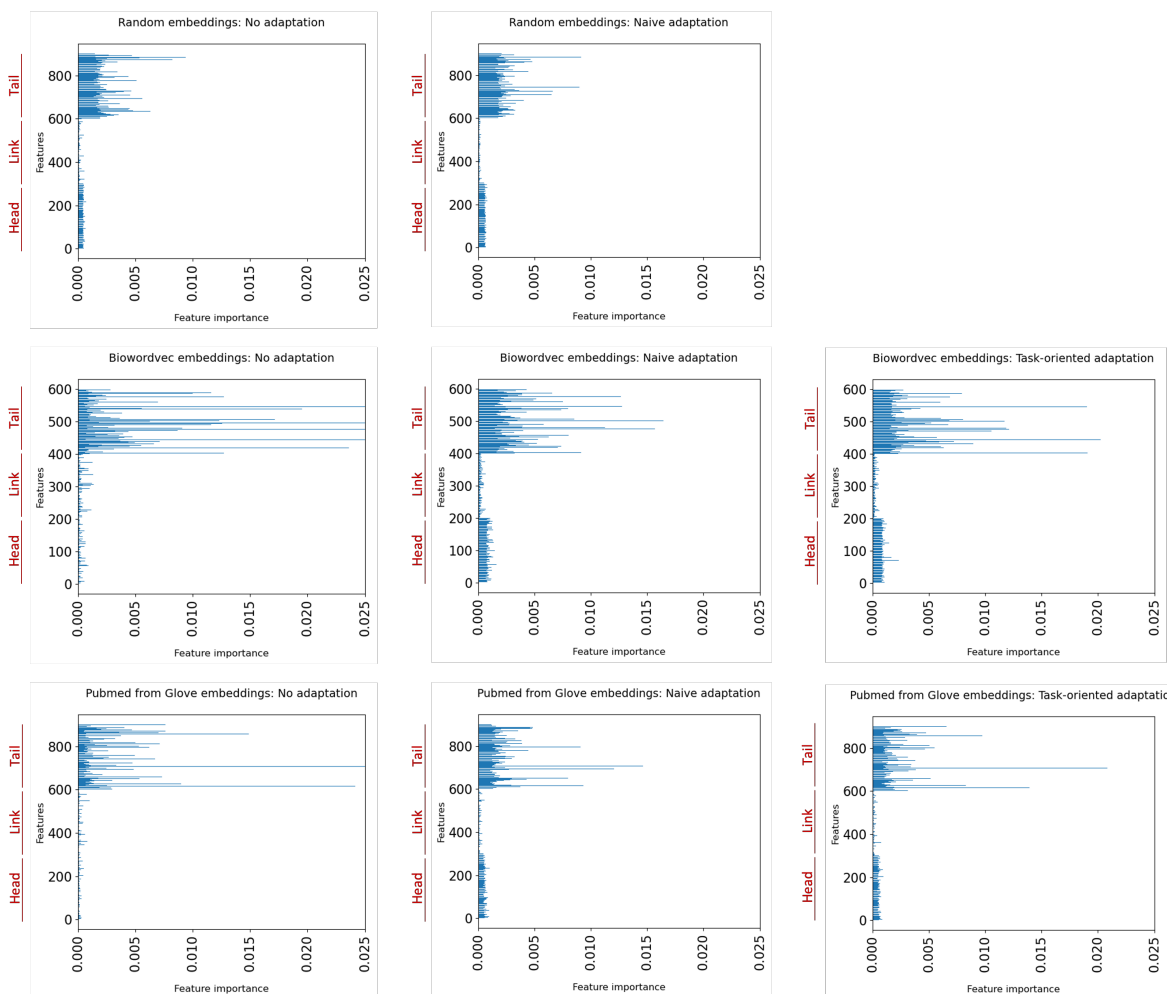 Random embeddings: No adaptation
Tail
Link
Head
Features
800
600
400
200
0
0.000
0.005
0.010
0.015
0.020
0.025
Feature importance
Random embeddings: Naive adaptation
Tail
Link
Head
Features
800
600
400
200
0
0.000
0.005
0.010
0.015
0.020
0.025
Feature importance
Biowordvec embeddings: No adaptation
Tail
Link
Head
Features
600
500
400
300
200
100
0
0.000
0.005
0.010
0.015
0.020
0.025
Feature importance
Biowordvec embeddings: Naive adaptation
Tail
Link
Head
Features
600
500
400
300
200
100
0
0.000
0.005
0.010
0.015
0.020
0.025
Feature importance
Biowordvec embeddings: Task-oriented adaptation
Tail
Link
Head
Features
600
500
400
300
200
100
0
0.000
0.005
0.010
0.015
0.020
0.025
Feature importance
Pubmed from Glove embeddings: No adaptation
Tail
Link
Head
Features
800
600
400
200
0
0.000
0.005
0.010
0.015
0.020
0.025
Feature importance
Pubmed from Glove embeddings: Naive adaptation
Tail
Link
Head
Features
800
600
400
200
0
0.000
0.005
0.010
0.015
0.020
0.025
Feature importance
Pubmed from Glove embeddings: Task-oriented adaptatic
Tail
Link
Head
Features
800
600
400
200
0
0.000
0.005
0.010
0.015
0.020
0.025
Feature importance